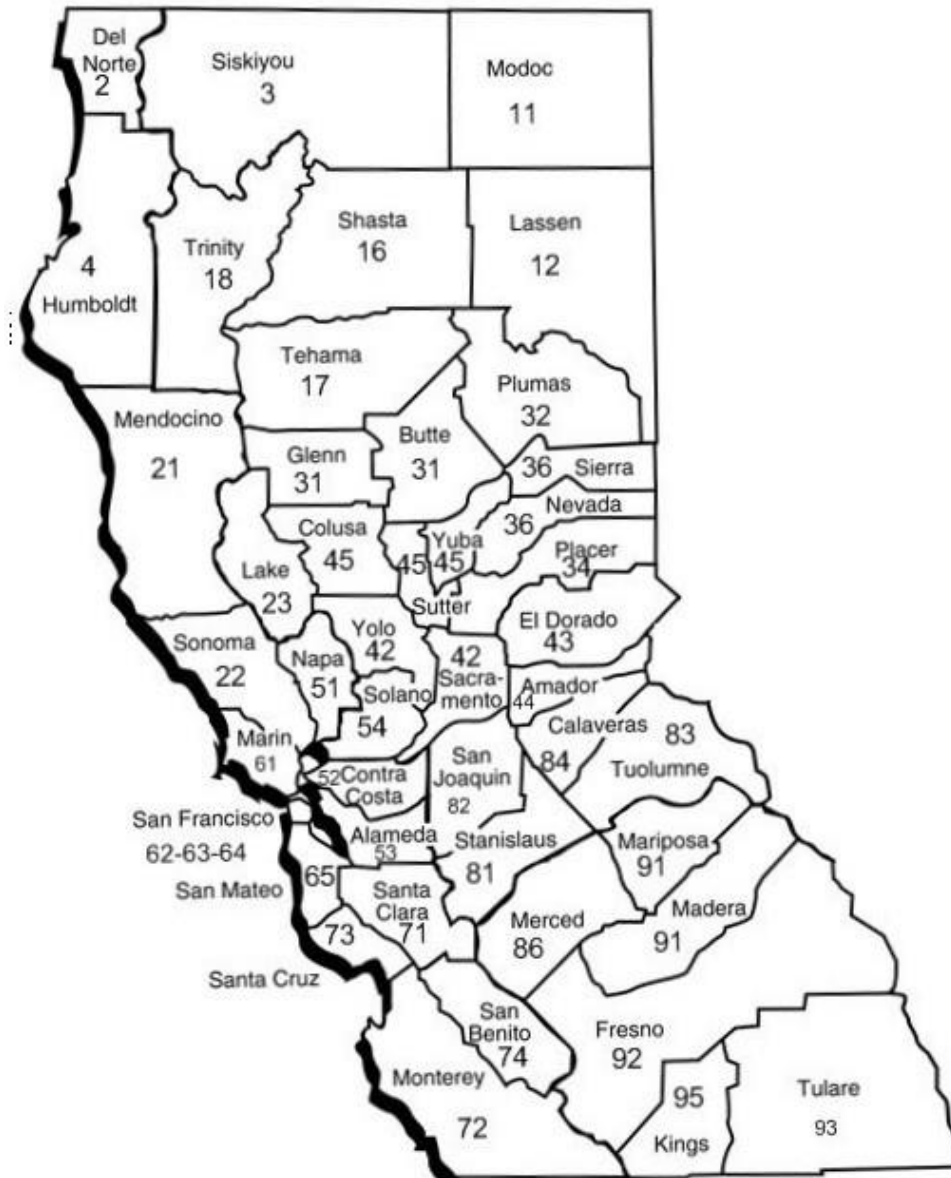 Del
Norte
2
Siskiyou
3
Modoc
11
4
Humboldt
Trinity
18
Shasta
16
Lassen
12
Tehama
17
Plumas
32
Mendocino
21
Glenn
31
Butte
31
36 Sierra
Nevada
36
Colusa
45
45
Yuba
45
Sutter
Placer
34
Lake
23
El Dorado
43
Sonoma
22
Napa
51
Yolo
42
42
Sacra-
mento
Solano
54
Amador
44
Calaveras
84
83
Tuolumne
Marin
61
52 Contra
Costa
San
Joaquin
82
San Francisco
62-63-64
Alameda
53
Stanislaus
81
Mariposa
91
San Mateo
65
Santa
Clara
71
73
Santa Cruz
Merced
86
Madera
91
San
Benito
74
Fresno
92
Monterey
72
95
Kings
Tulare
93